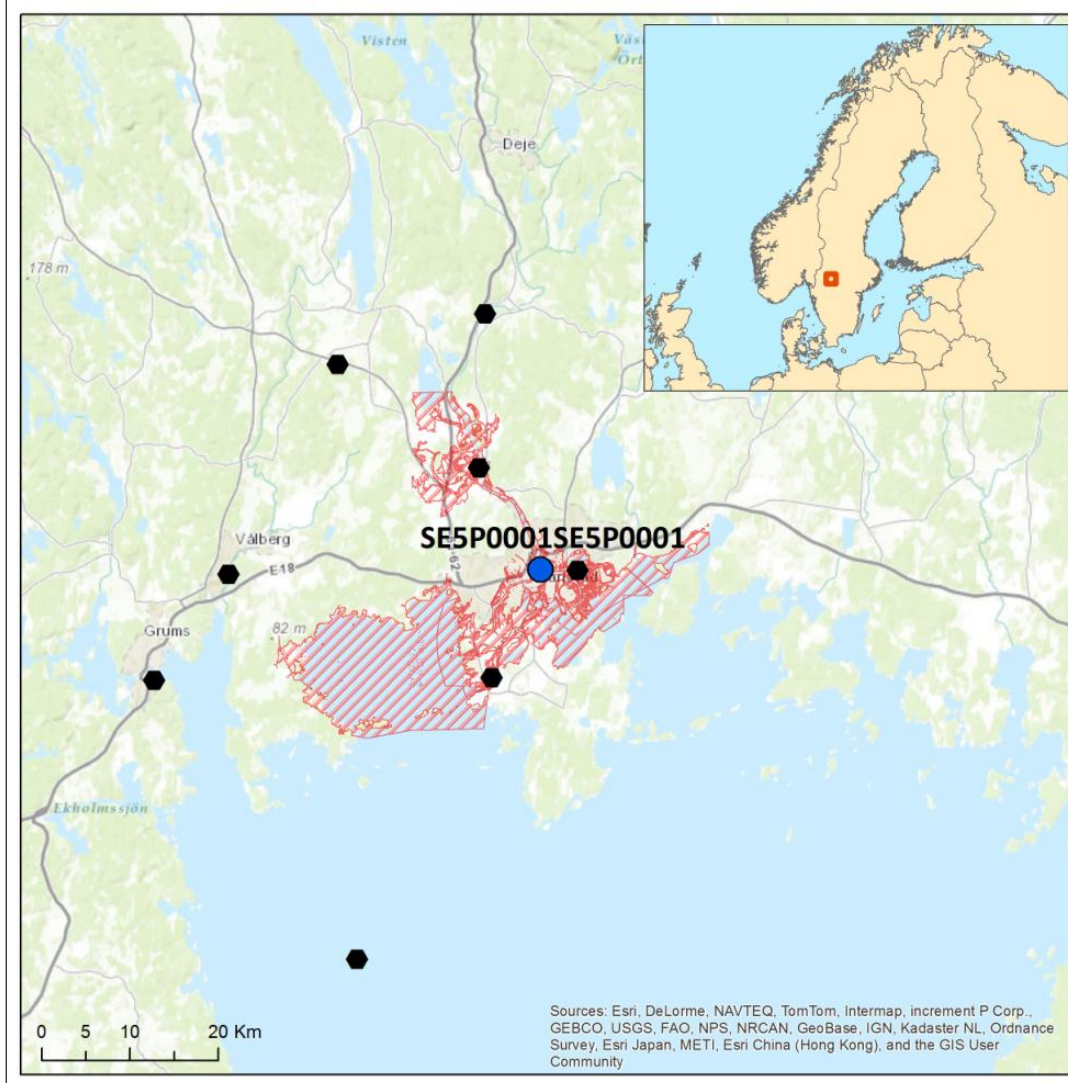 Visten
Deje
178 m
SE5P0001SE5P0001
Vålberg
E18
62
82 m
Grums
Ekholmssjön
0 5 10 20 Km
Sources: Esri, DeLorme, NAVTEQ, TomTom, Intermap, increment P Corp.,
GEBCO, USGS, FAO, NPS, NRCAN, GeoBase, IGN, Kadaster NL, Ordnance
Survey, Esri Japan, METI, Esri China (Hong Kong), and the GIS User
Community